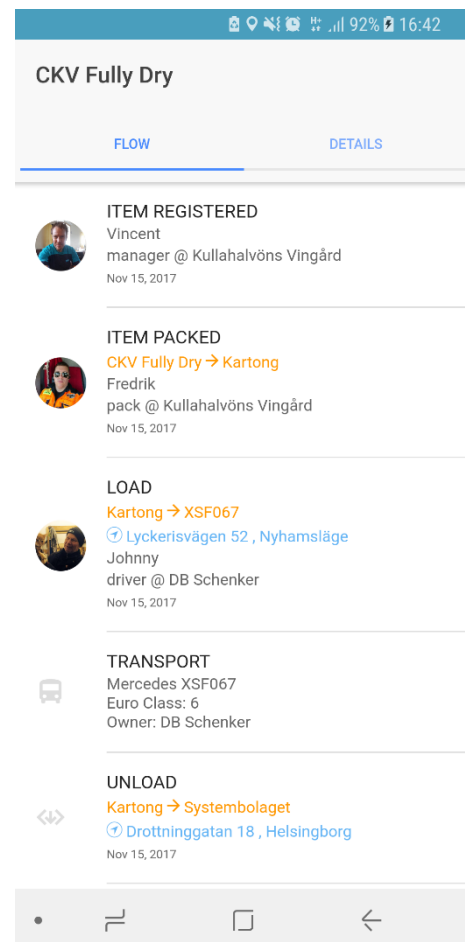 92% 16:42
CKV Fully Dry
FLOW DETAILS
ITEM REGISTERED
Vincent
manager @ Kullahalvöns Vingård
Nov 15, 2017
ITEM PACKED
CKV Fully Dry → Kartong
Fredrik
pack @ Kullahalvöns Vingård
Nov 15, 2017
LOAD
Kartong → XSF067
Lyckerisvägen 52 , Nyhamsläge
Johnny
driver @ DB Schenker
Nov 15, 2017
TRANSPORT
Mercedes XSF067
Euro Class: 6
Owner: DB Schenker
UNLOAD
Kartong → Systembolaget
Drottninggatan 18 , Helsingborg
Nov 15, 2017